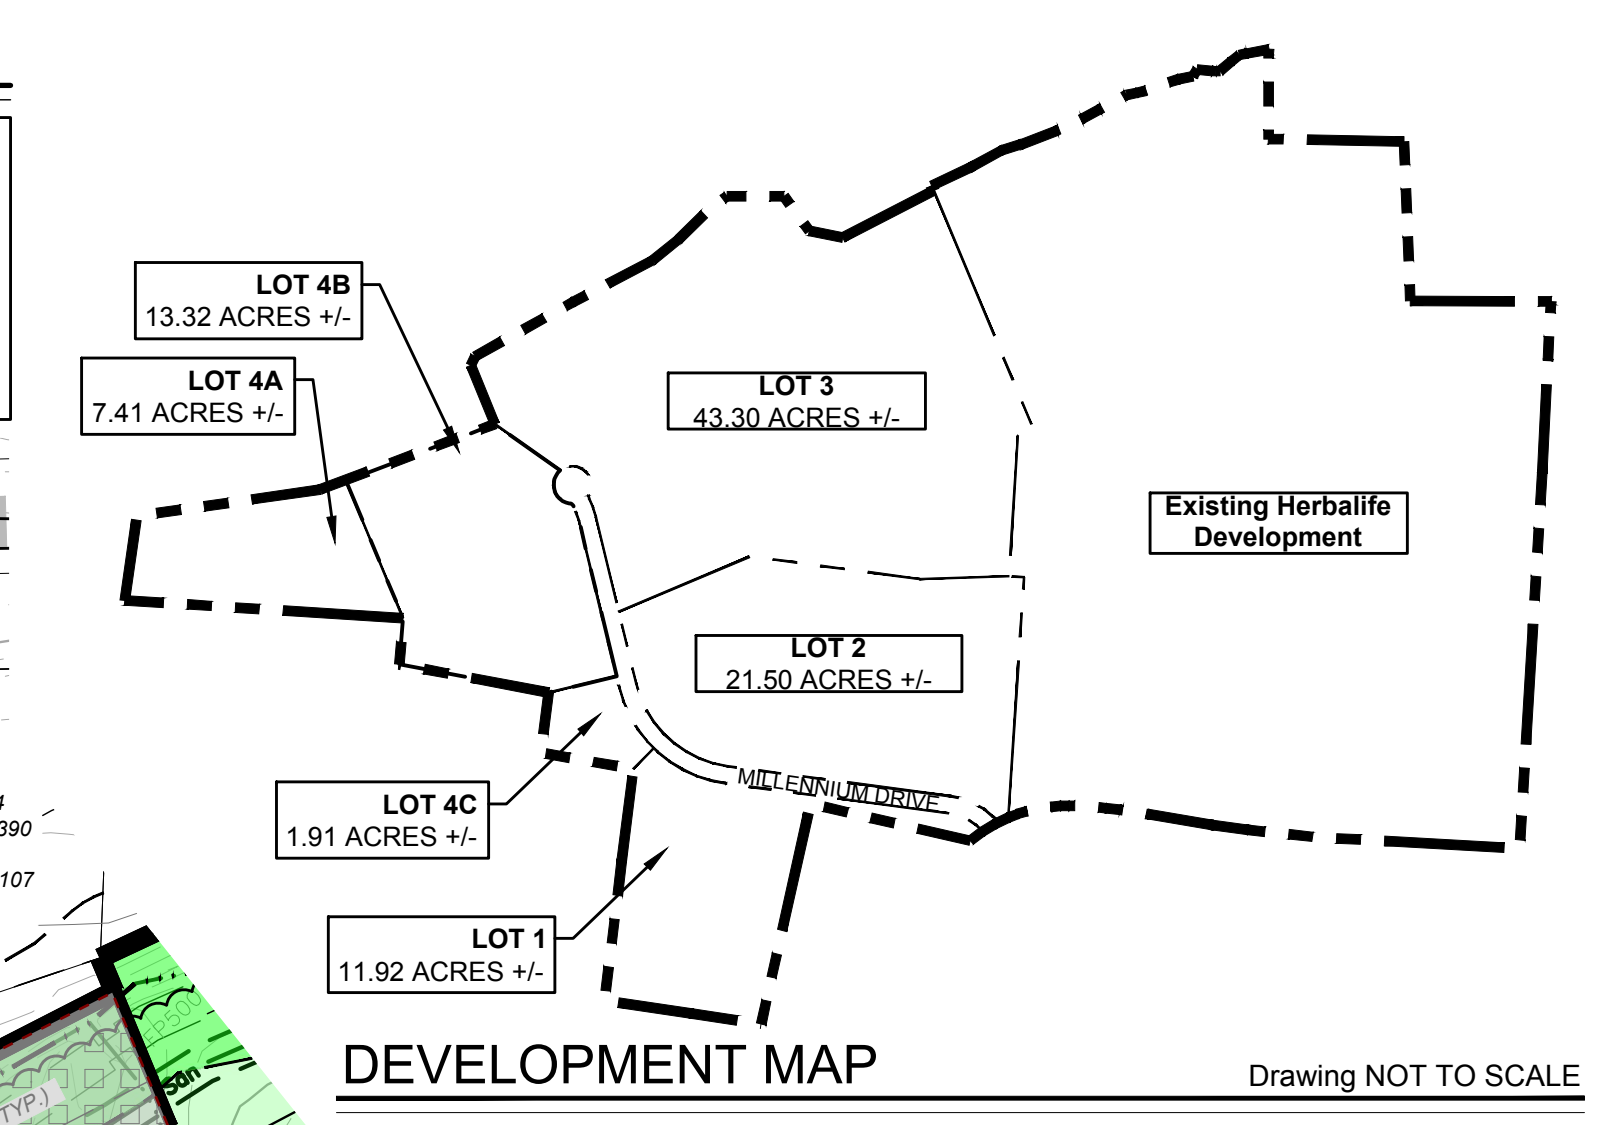 LOT 4B
13.32 ACRES +/-
LOT 4A
7.41 ACRES +/-
LOT 3
43.30 ACRES +/-
Existing Herbalife
Development
LOT 2
21.50 ACRES +/-
MILLENNIUM DRIVE
LOT 4C
1.91 ACRES +/-
390
107
LOT 1
11.92 ACRES +/-
San
TYP.)
DEVELOPMENT MAP
Drawing NOT TO SCALE